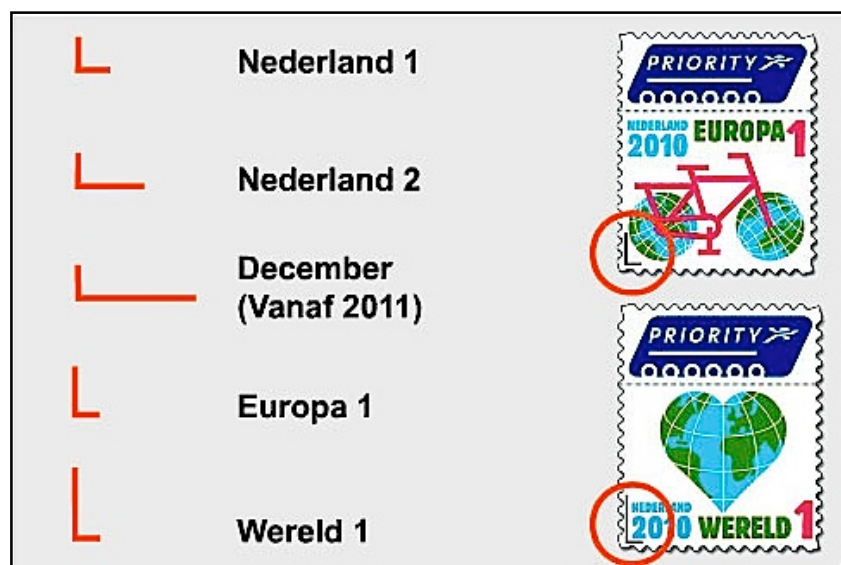 Nederland 1
Nederland 2
December
(Vanaf 2011)
Europa 1
Wereld 1
PRIORITY
NEDERLAND
2010 EUROPA 1
PRIORITY
NEDERLAND
2010 WERELD 1